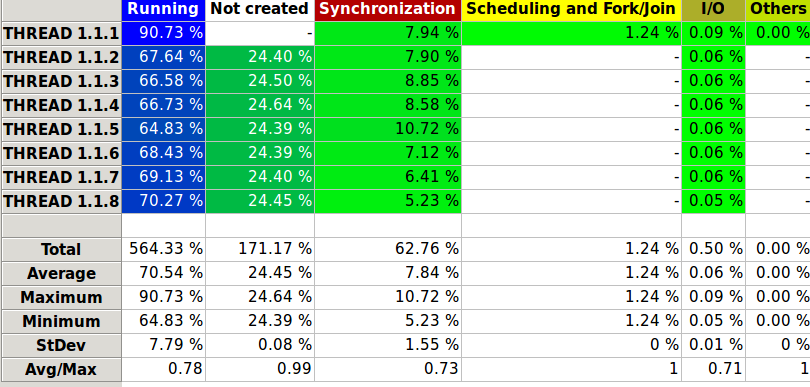 Running Not created Synchronization Scheduling and Fork/Join I/O Others
THREAD 1.1.1 90.73 % - 7.94 % 1.24 % 0.09 % 0.00 %
THREAD 1.1.2 67.64 % 24.40 % 7.90 % - 0.06 % -
THREAD 1.1.3 66.58 % 24.50 % 8.85 % - 0.06 % -
THREAD 1.1.4 66.73 % 24.64 % 8.58 % - 0.06 % -
THREAD 1.1.5 64.83 % 24.39 % 10.72 % - 0.06 % -
THREAD 1.1.6 68.43 % 24.39 % 7.12 % - 0.06 % -
THREAD 1.1.7 69.13 % 24.40 % 6.41 % - 0.06 % -
THREAD 1.1.8 70.27 % 24.45 % 5.23 % - 0.05 % -
Total 564.33 % 171.17 % 62.76 % 1.24 % 0.50 % 0.00 %
Average 70.54 % 24.45 % 7.84 % 1.24 % 0.06 % 0.00 %
Maximum 90.73 % 24.64 % 10.72 % 1.24 % 0.09 % 0.00 %
Minimum 64.83 % 24.39 % 5.23 % 1.24 % 0.05 % 0.00 %
StDev 7.79 % 0.08 % 1.55 % 0 % 0.01 % 0 %
Avg/Max 0.78 0.99 0.73 1 0.71 1